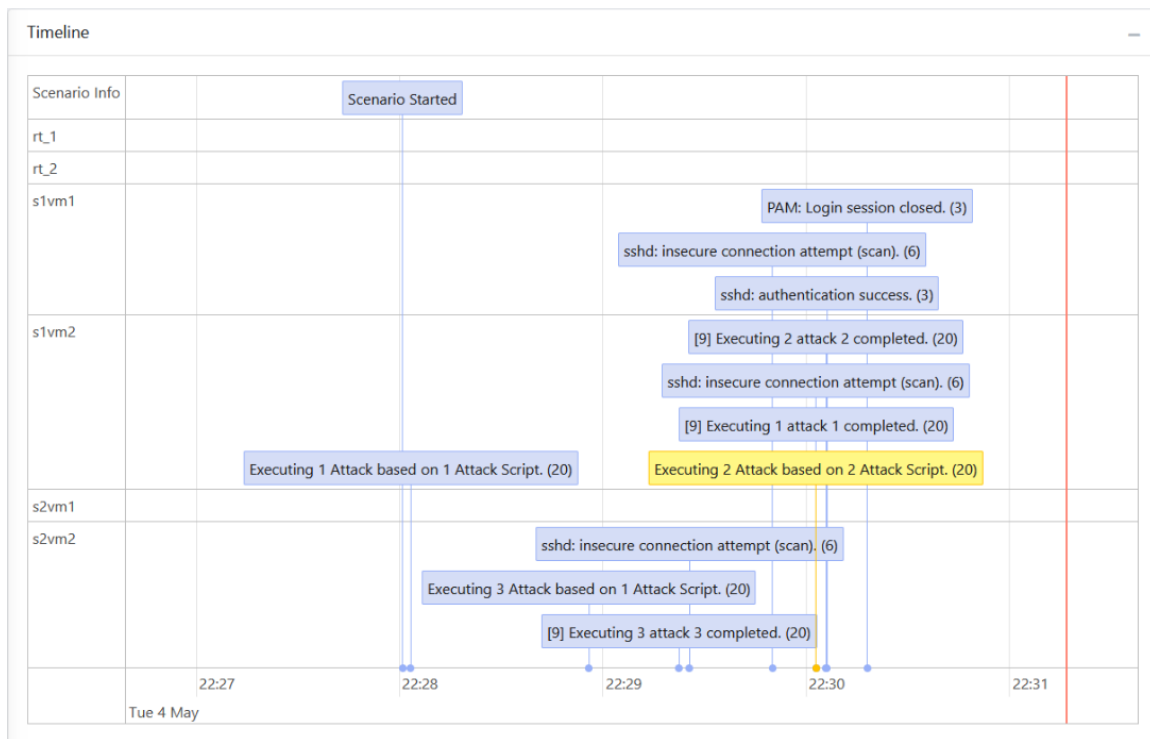 Timeline
Scenario Info
Scenario Started
rt_1
rt_2
s1vm1
PAM: Login session closed. (3)
sshd: insecure connection attempt (scan). (6)
sshd: authentication success. (3)
s1vm2
[9] Executing 2 attack 2 completed. (20)
sshd: insecure connection attempt (scan). (6)
[9] Executing 1 attack 1 completed. (20)
Executing 1 Attack based on 1 Attack Script. (20)
Executing 2 Attack based on 2 Attack Script. (20)
s2vm1
s2vm2
sshd: insecure connection attempt (scan). (6)
Executing 3 Attack based on 1 Attack Script. (20)
[9] Executing 3 attack 3 completed. (20)
22:27 22:28 22:29 22:30 22:31
Tue 4 May